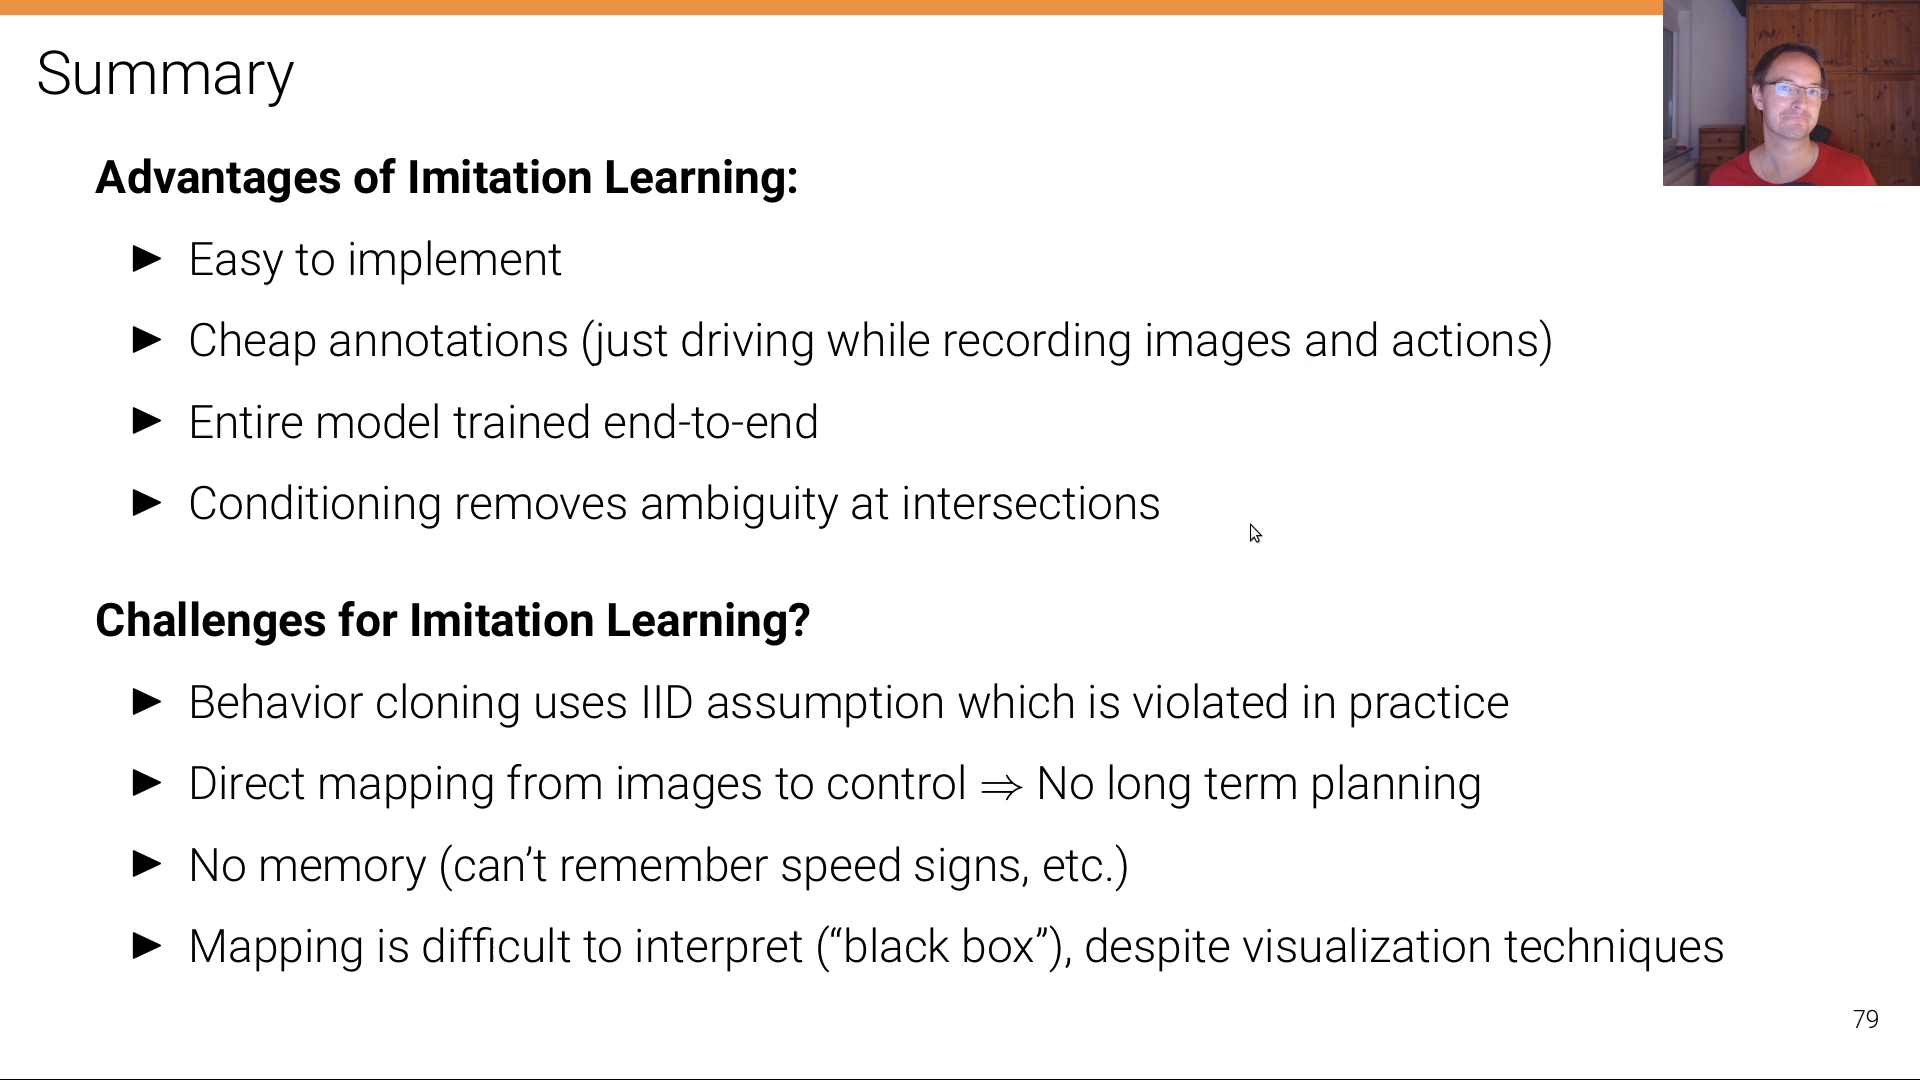 Summary
Advantages of Imitation Learning:
► Easy to implement
► Cheap annotations (just driving while recording images and actions)
► Entire model trained end-to-end
► Conditioning removes ambiguity at intersections
Challenges for Imitation Learning?
► Behavior cloning uses IID assumption which is violated in practice
► Direct mapping from images to control ⇒ No long term planning
► No memory (can’t remember speed signs, etc.)
► Mapping is difficult to interpret (“black box”), despite visualization techniques
79